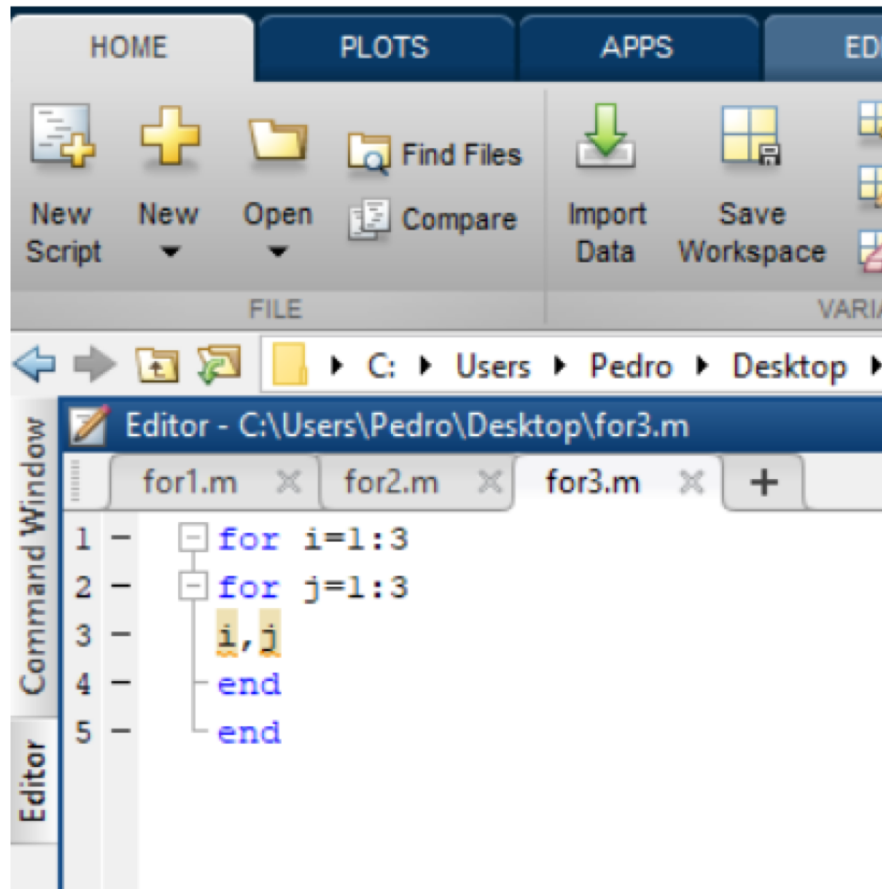 HOME PLOTS APPS EDI
Find Files
Compare
New Script
New
Open
Import Data
Save Workspace
FILE VARIA
C: Users Pedro Desktop
Command Window
Editor
Editor - C:\Users\Pedro\Desktop\for3.m
for1.m for2.m for3.m +
1 for i=1:3
2 for j=1:3
3 i,j
4 end
5 end